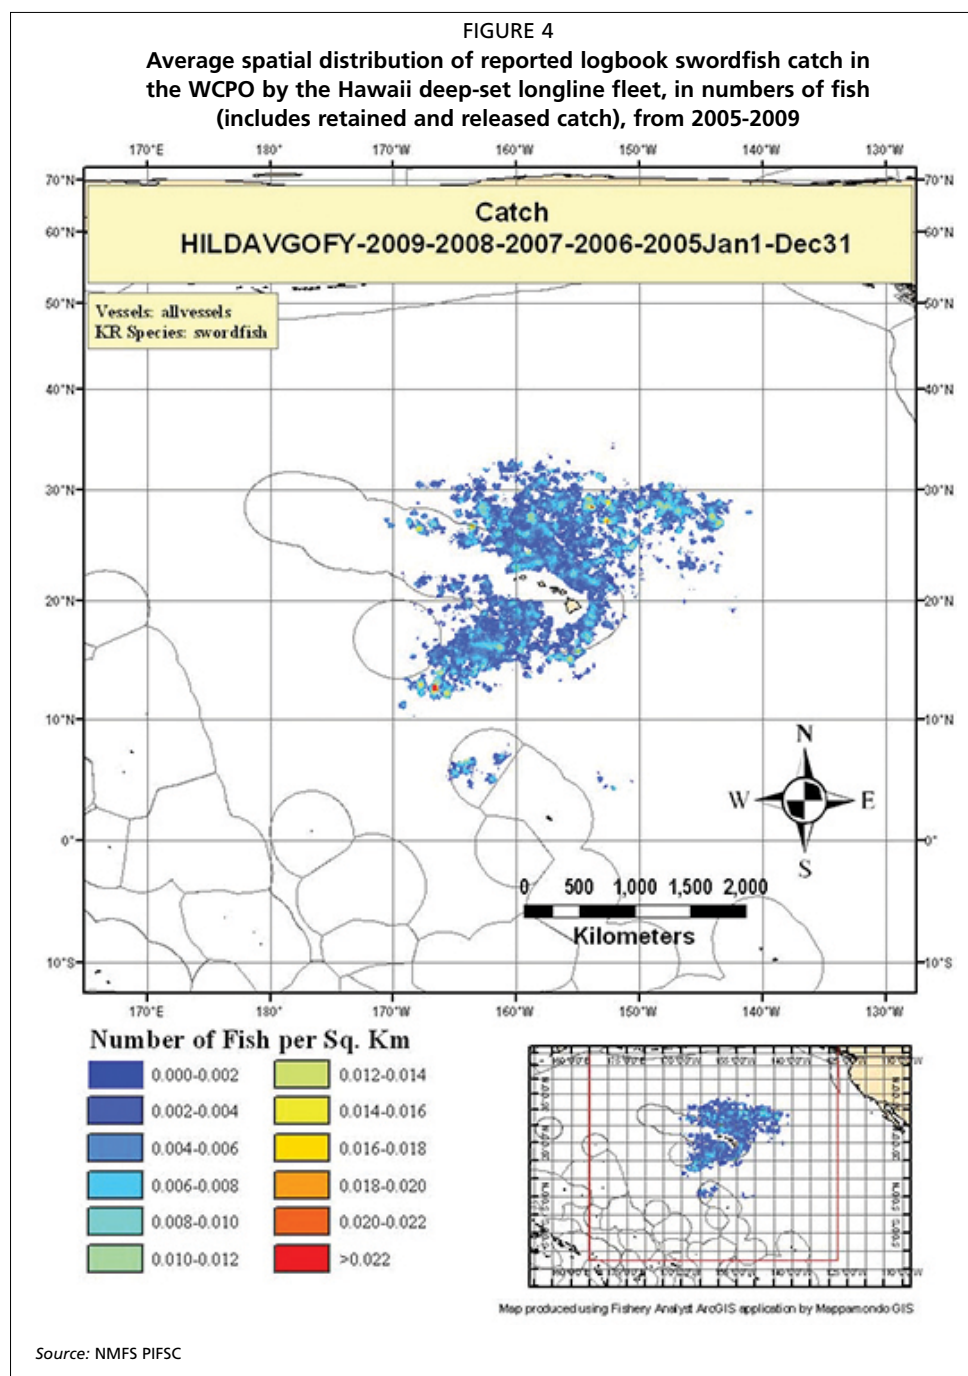 FIGURE 4
Average spatial distribution of reported logbook swordfish catch in
the WCPO by the Hawaii deep-set longline fleet, in numbers of fish
(includes retained and released catch), from 2005-2009
170°E 180° 170°W 160°W 150°W 140°W 130°W
70°N 70°N
Catch
60°N 60°N
HILDAVGOFY-2009-2008-2007-2006-2005Jan1-Dec31
50°N 50°N
Vessels: allvessels
KR Species: swordfish
40°N 40°N
30°N 30°N
20°N 20°N
10°N 10°N
N
W E
S
0° 0°
0 500 1,000 1,500 2,000
Kilometers
10°S 10°S
170°E 180° 170°W 160°W 150°W 140°W 130°W
Number of Fish per Sq. Km
0.000-0.002 0.012-0.014
0.002-0.004 0.014-0.016
0.004-0.006 0.016-0.018
0.006-0.008 0.018-0.020
0.008-0.010 0.020-0.022
0.010-0.012 >0.022
Map produced using Fishery Analyst ArcGIS application by Mappamondo GIS
Source: NMFS PIFSC